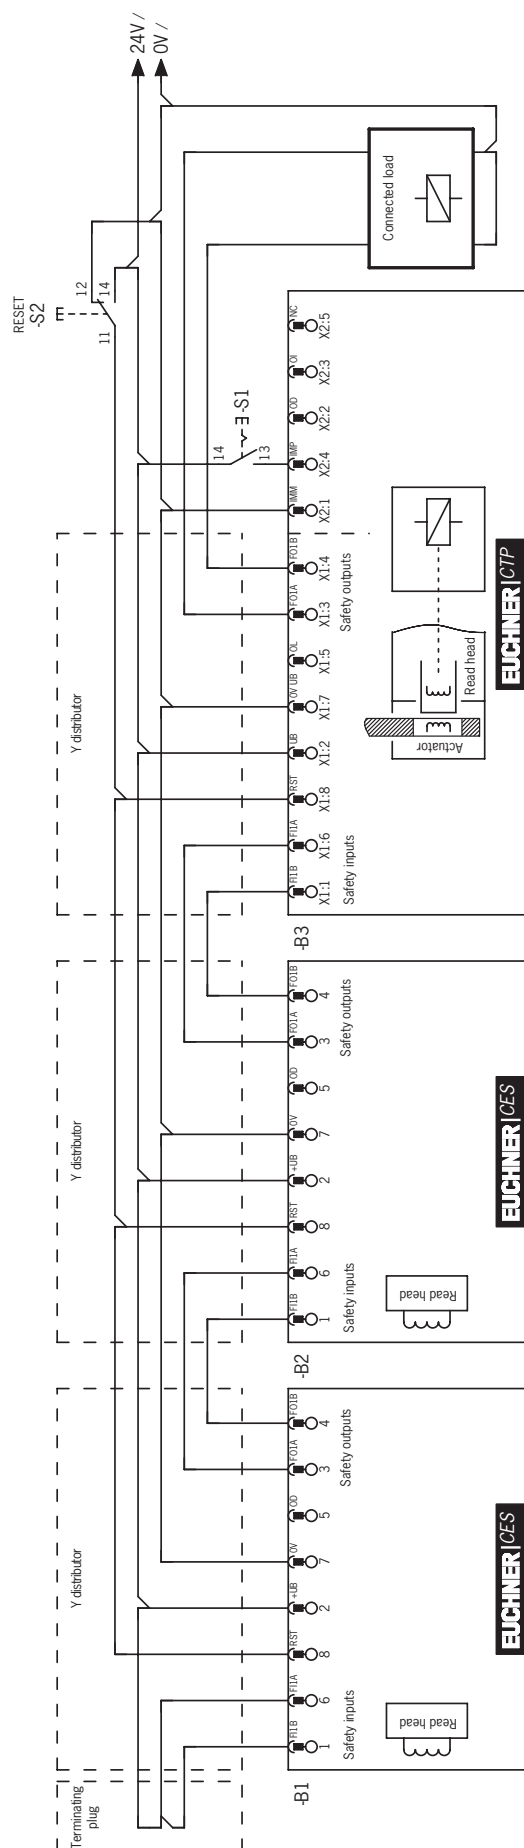 RESET
-S2
12
14
11
24V /
0V /
Terminating
plug
Y distributor
Y distributor
Y distributor
14
13
-S1
Connected load
-B1
FI1B
FI1A
RST
+UB
0V
OD
FO1A
FO1B
1
6
8
2
7
5
3
4
Safety inputs
Safety outputs
Read head
EUCHNER|CES
-B2
FI1B
FI1A
RST
+UB
0V
OD
FO1A
FO1B
1
6
8
2
7
5
3
4
Safety inputs
Safety outputs
Read head
EUCHNER|CES
-B3
FI1B
FI1A
RST
UB
0V UB
OL
FO1A
FO1B
IMM
IMP
OD
OI
NC
X1:1
X1:6
X1:8
X1:2
X1:7
X1:5
X1:3
X1:4
X2:1
X2:4
X2:2
X2:3
X2:5
Safety inputs
Safety outputs
Actuator
Read head
EUCHNER|CTP